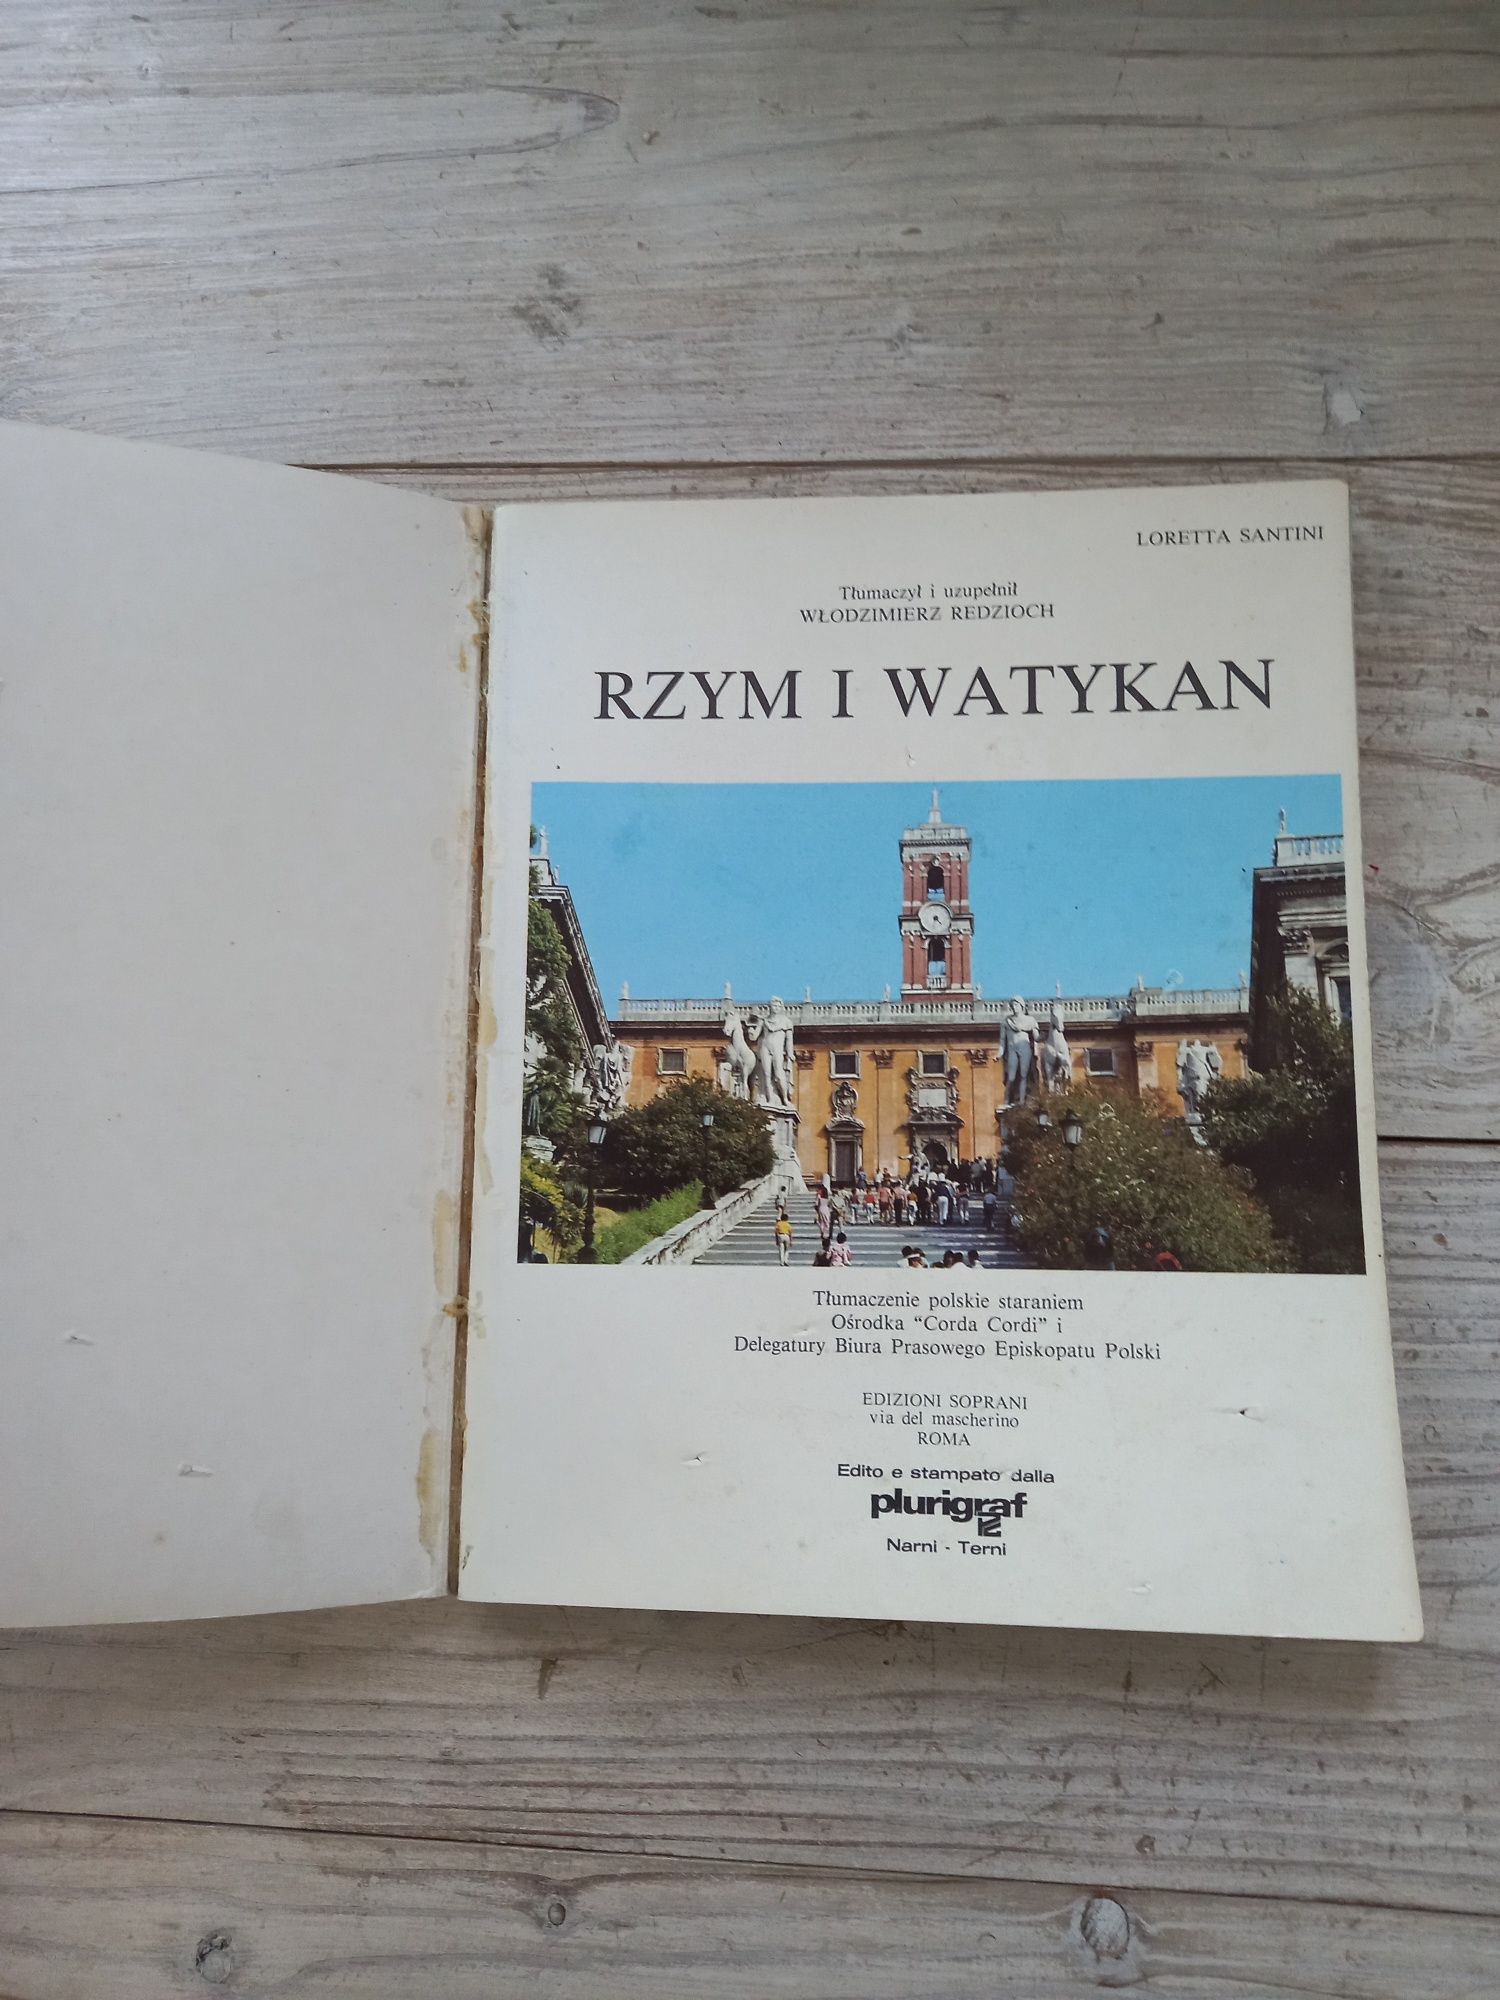 LORETTA SANTINI
Tłumaczył i uzupełnił
WŁODZIMIERZ REDZIOCH
RZYM I WATYKAN
Tłumaczenie polskie staraniem
Ośrodka “Corda Cordi” i
Delegatury Biura Prasowego Episkopatu Polski
EDIZIONI SOPRANI
via del mascherino
ROMA
Edito e stampato dalla
plurigraf
Narni - Terni